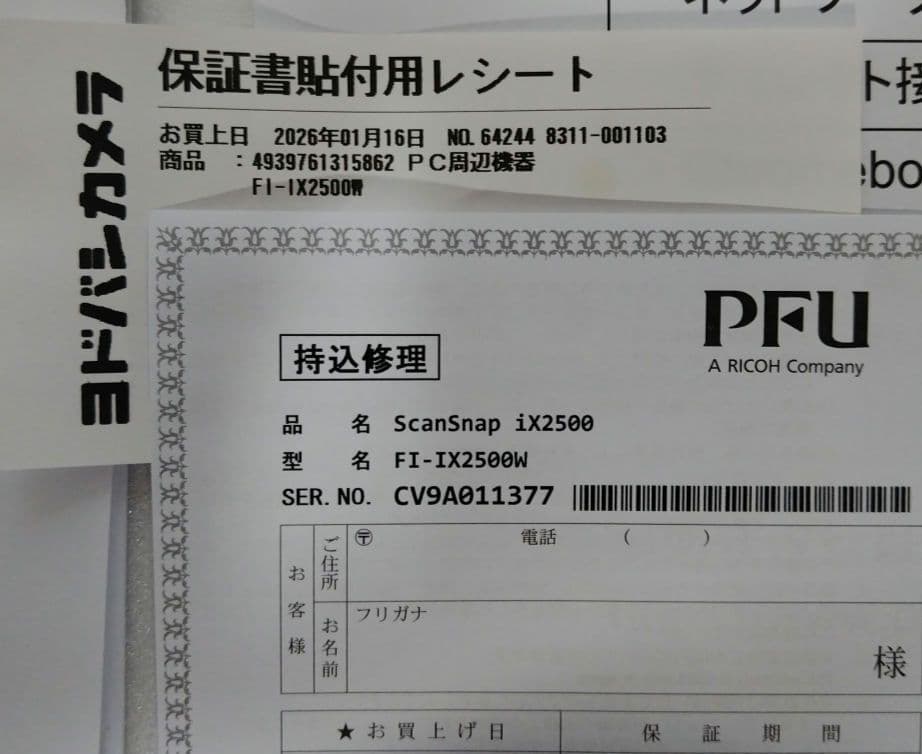 ヨドバシカメラ
保証書貼付用レシート
お買上日 2026年01月16日 NO. 64244 8311-001103
商品 : 4939761315862 PC周辺機器
FI-IX2500W
ト接
ebo
PFU
A RICOH Company
持込修理
品名 ScanSnap iX2500
型名 FI-IX2500W
SER. NO. CV9A011377
お客様
ご住所
〒 電話 ( )
お名前
フリガナ
様
★お買上げ日 保証期間